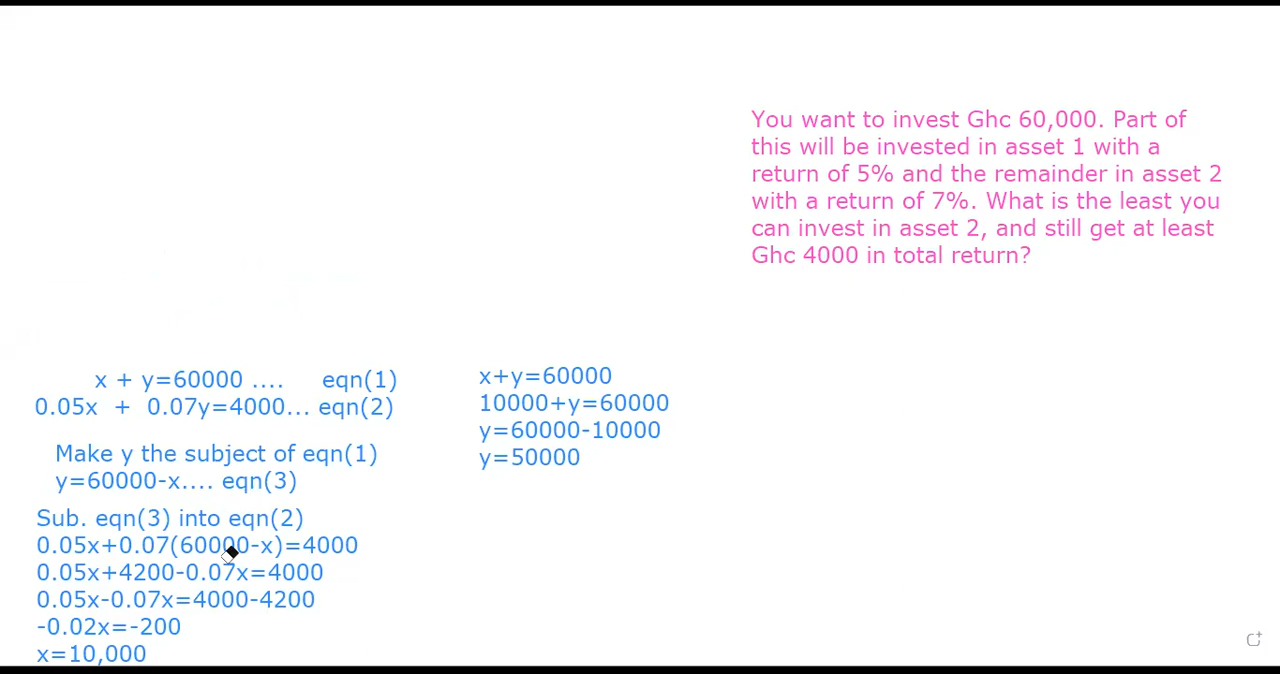 You want to invest Ghc 60,000. Part of
this will be invested in asset 1 with a
return of 5% and the remainder in asset 2
with a return of 7%. What is the least you
can invest in asset 2, and still get at least
Ghc 4000 in total return?
x + y=60000 .... eqn(1)
0.05x + 0.07y=4000... eqn(2)
Make y the subject of eqn(1)
y=60000-x.... eqn(3)
Sub. eqn(3) into eqn(2)
0.05x+0.07(60000-x)=4000
0.05x+4200-0.07x=4000
0.05x-0.07x=4000-4200
-0.02x=-200
x=10,000
x+y=60000
10000+y=60000
y=60000-10000
y=50000